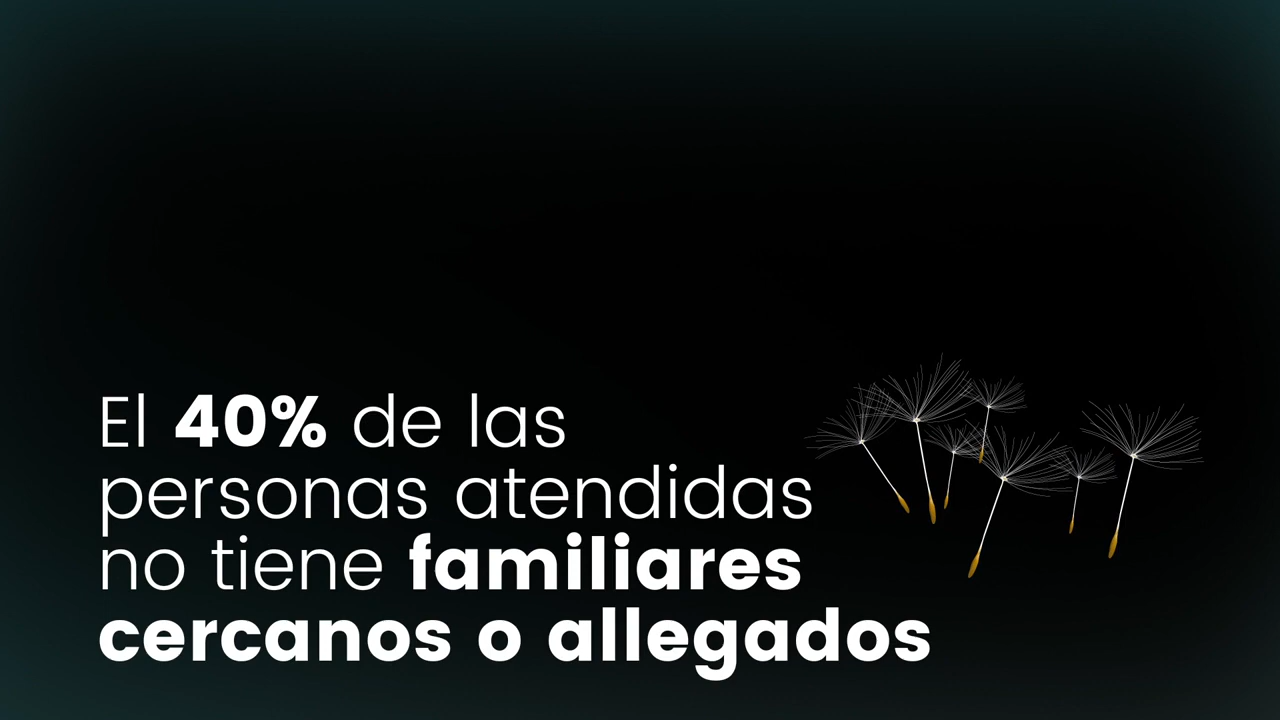 El 40% de las
personas atendidas
no tiene familiares
cercanos o allegados